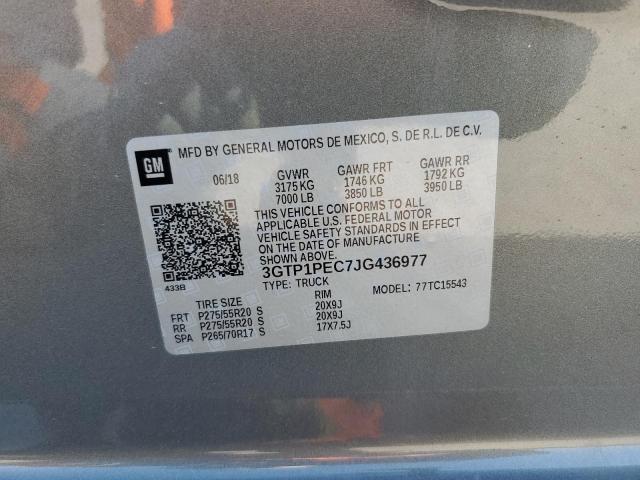 MFD BY GENERAL MOTORS DE MEXICO, S. DE R.L. DE C.V.
GM
06/18 GVWR GAWR FRT GAWR RR
3175 KG 1746 KG 1792 KG
7000 LB 3850 LB 3950 LB
THIS VEHICLE CONFORMS TO ALL
APPLICABLE U.S. FEDERAL MOTOR
VEHICLE SAFETY STANDARDS IN EFFECT
ON THE DATE OF MANUFACTURE SHOWN ABOVE.
3GTP1PEC7JG436977
433B
TYPE: TRUCK MODEL: 77TC15543
TIRE SIZE RIM
FRT P275/55R20 S 20X9J
RR P275/55R20 S 20X9J
SPA P265/70R17 S 17X7.5J